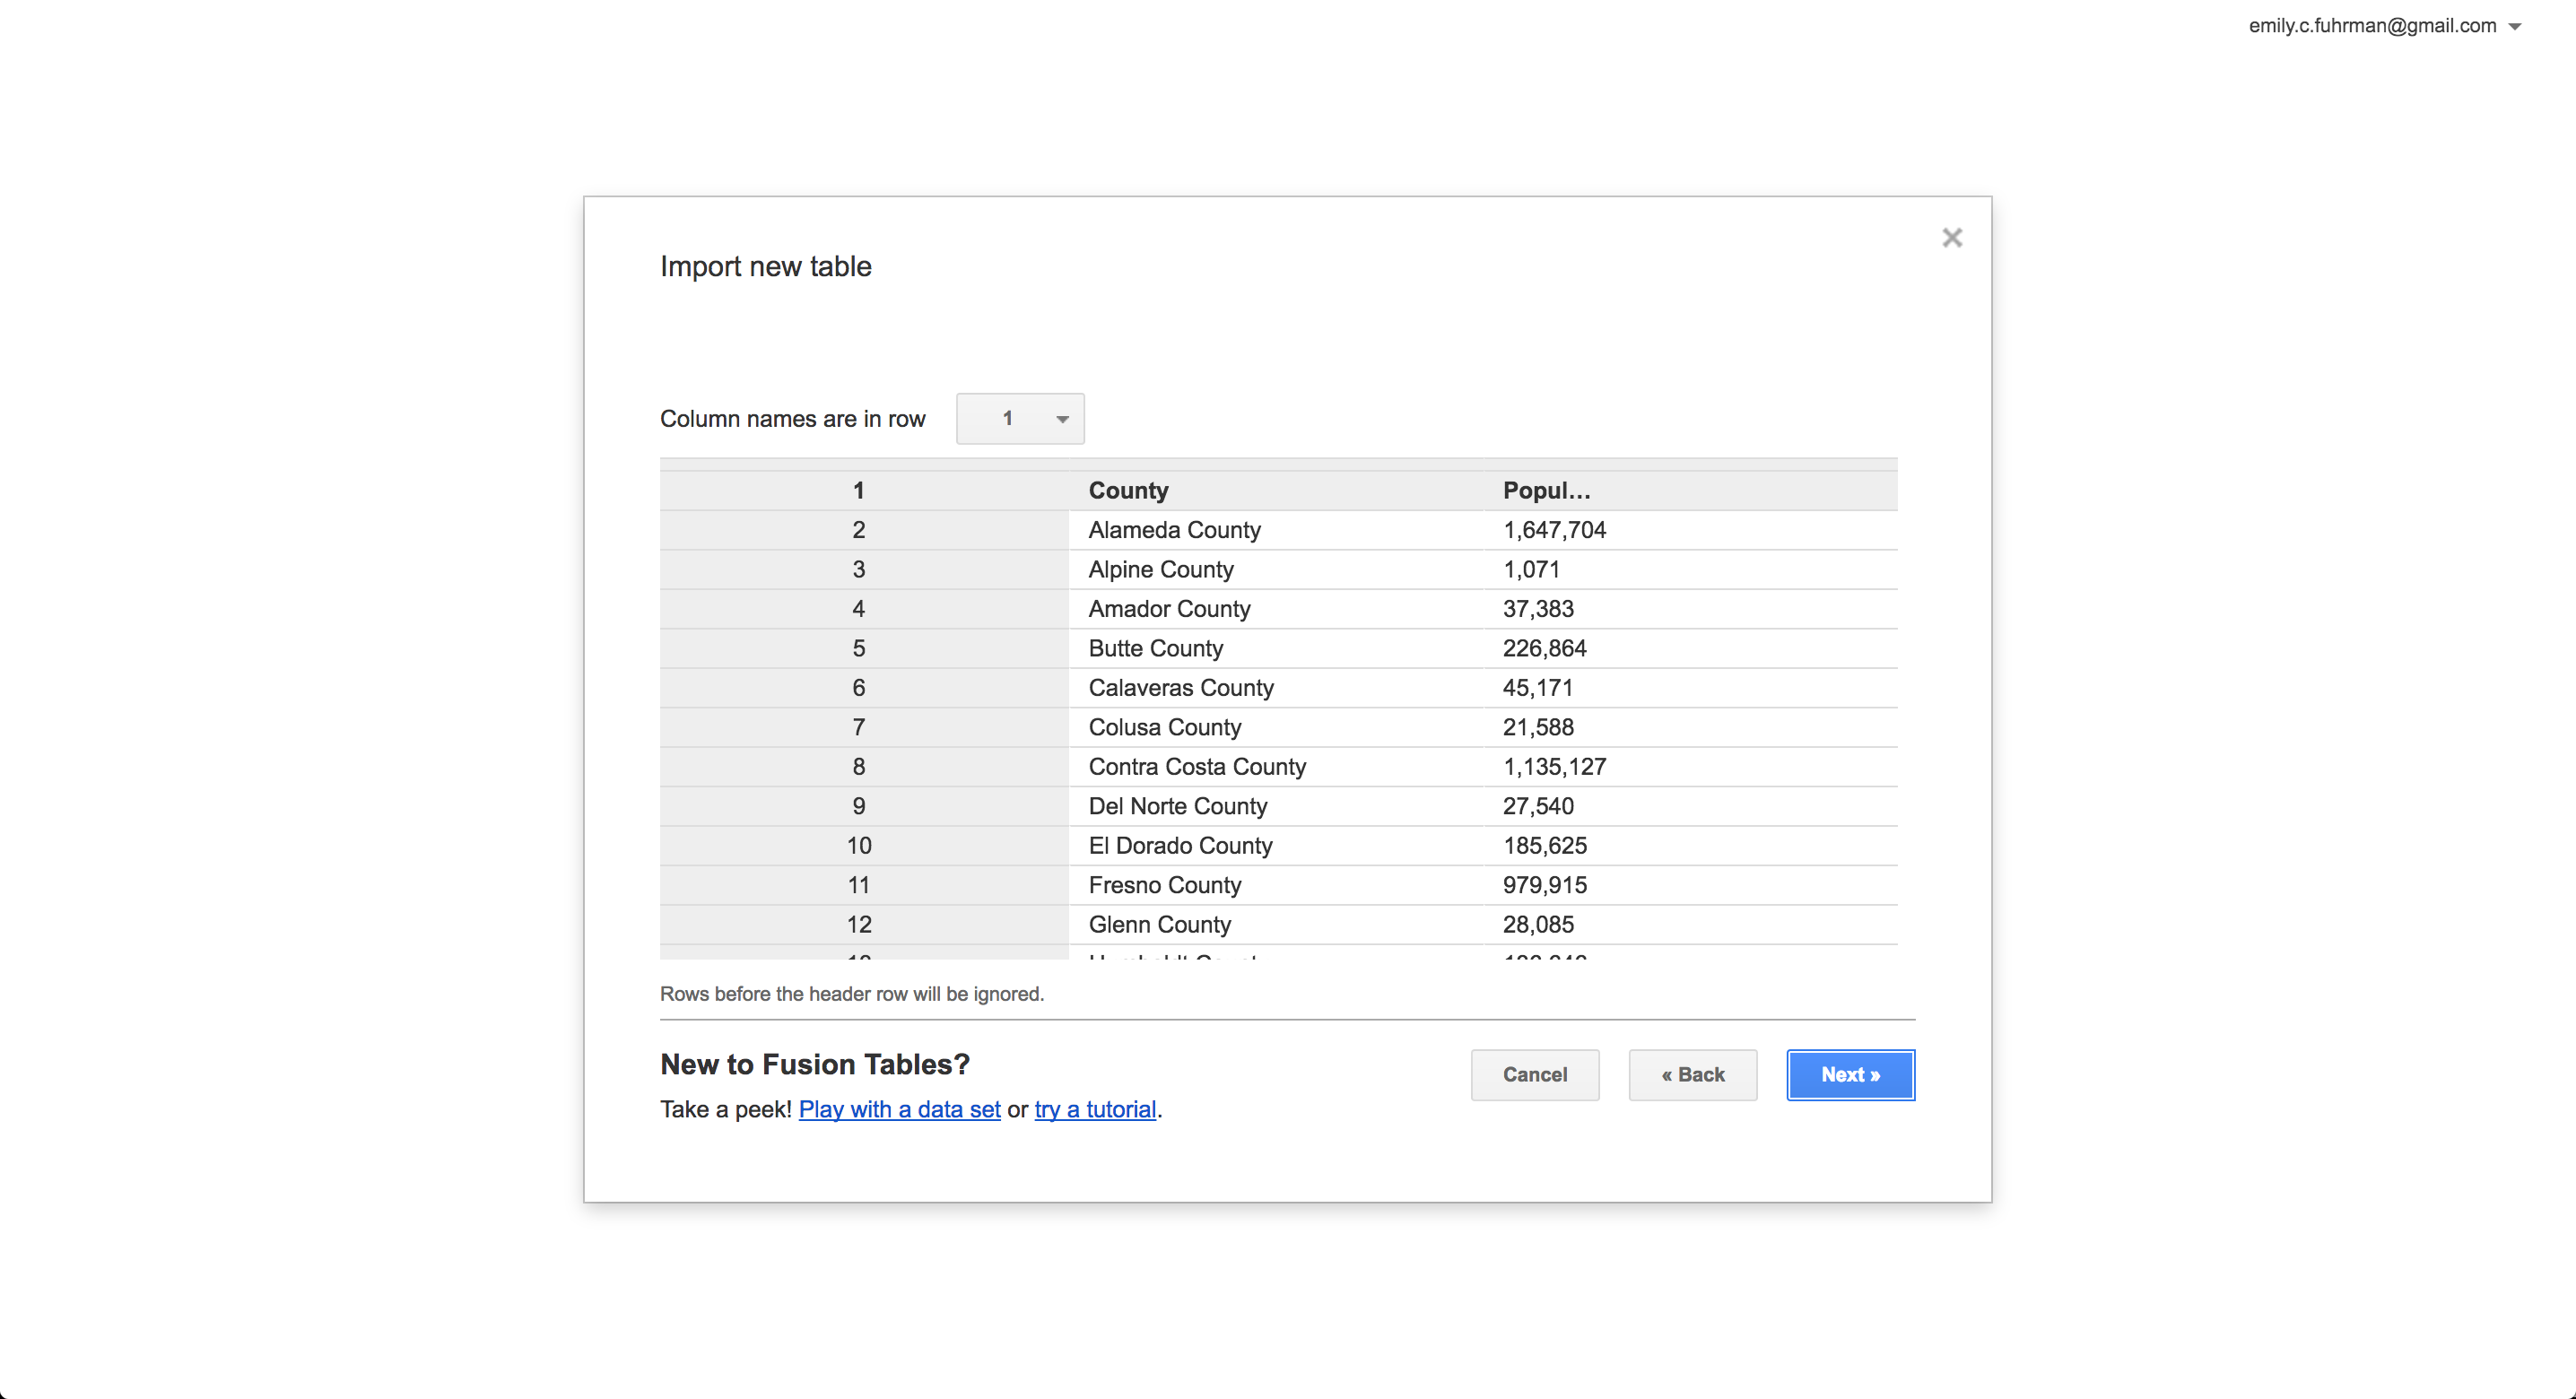 emily.c.fuhrman@gmail.com
Import new table
Column names are in row 1
1 County Popul...
2 Alameda County 1,647,704
3 Alpine County 1,071
4 Amador County 37,383
5 Butte County 226,864
6 Calaveras County 45,171
7 Colusa County 21,588
8 Contra Costa County 1,135,127
9 Del Norte County 27,540
10 El Dorado County 185,625
11 Fresno County 979,915
12 Glenn County 28,085
Rows before the header row will be ignored.
New to Fusion Tables?
Cancel « Back Next »
Take a peek! Play with a data set or try a tutorial.